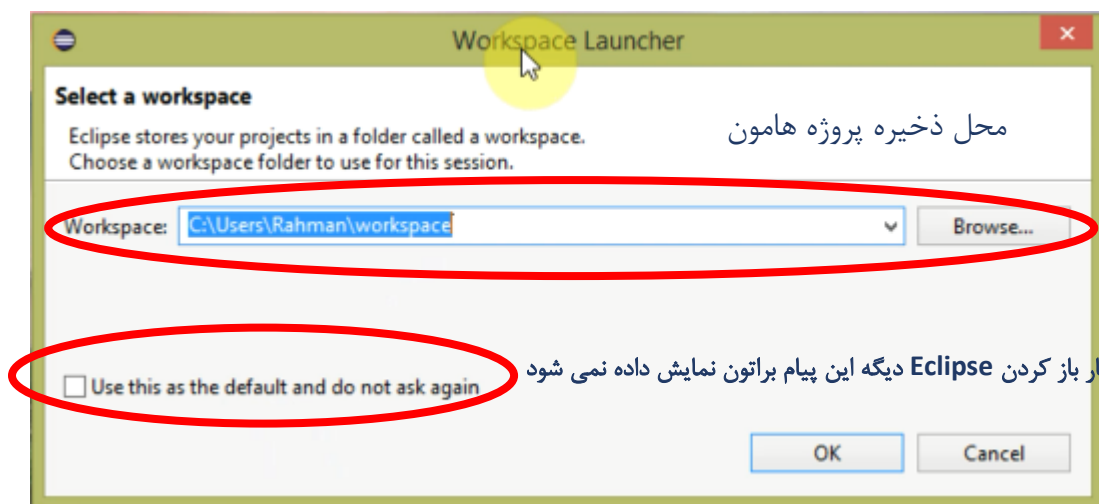 Workspace Launcher
Select a workspace
Eclipse stores your projects in a folder called a workspace.
Choose a workspace folder to use for this session.
محل ذخیره پروژه هامون
Workspace: C:\Users\Rahman\workspace Browse...
باز کردن Eclipse دیگه این پیام براتون نمایش داده نمی شود
Use this as the default and do not ask again
OK Cancel